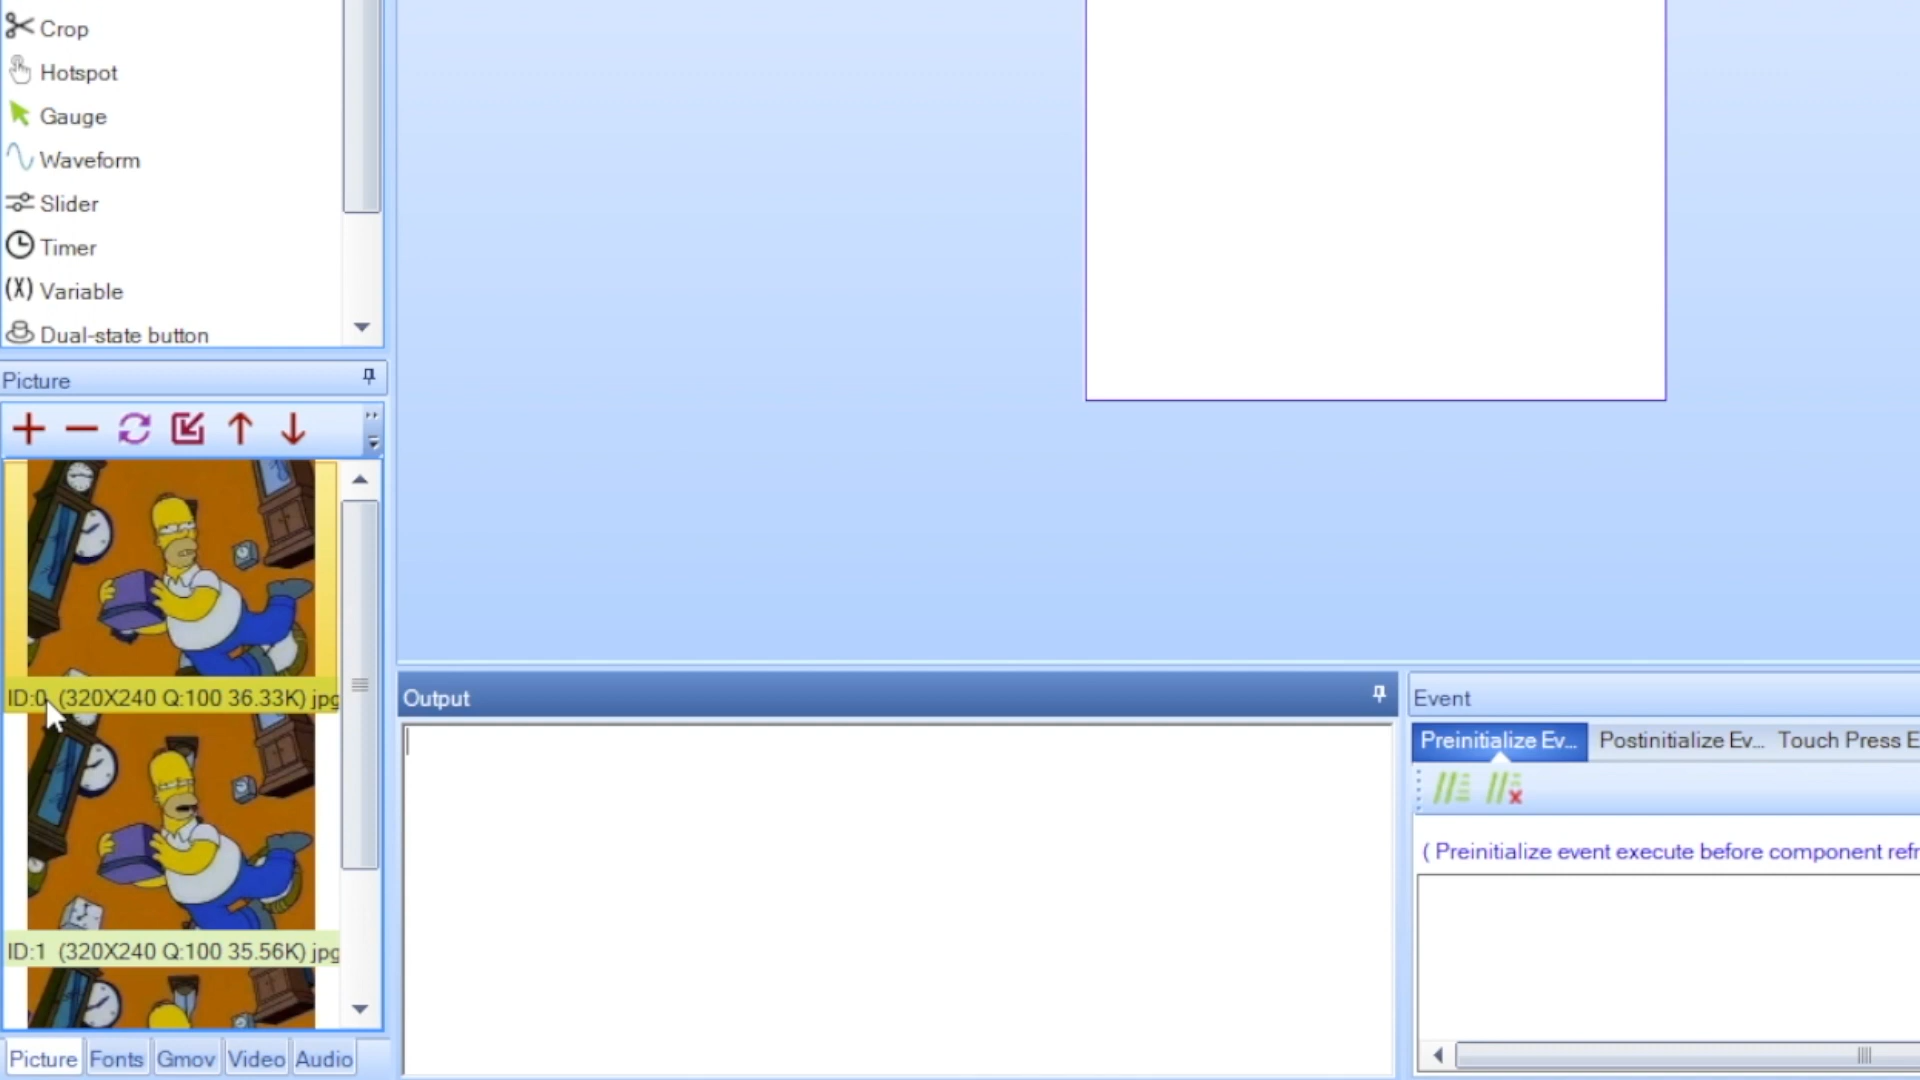 Crop
Hotspot
Gauge
Waveform
Slider
Timer
(X) Variable
Dual-state button
Picture
ID:0 (320X240 Q:100 36.33K) jpg
ID:1 (320X240 Q:100 35.56K) jpg
Picture Fonts Gmov Video Audio
Output
Event
Preinitialize Ev... Postinitialize Ev... Touch Press E
( Preinitialize event execute before component refr